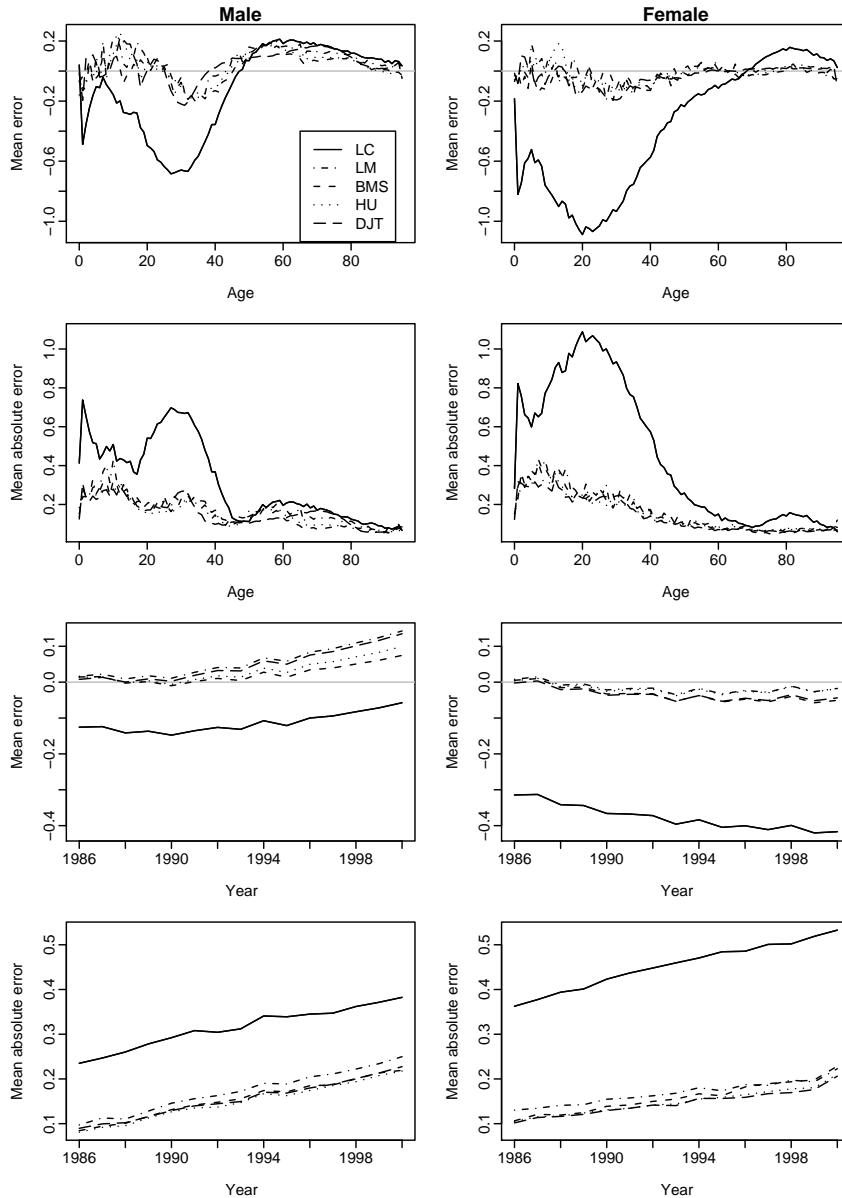 Male
Mean error
0.2
−0.2
−0.6
−1.0
LC
LM
BMS
HU
DJT
0 20 40 60 80
Age
Female
Mean error
0.2
−0.2
−0.6
−1.0
0 20 40 60 80
Age
Mean absolute error
1.0
0.8
0.6
0.4
0.2
0 20 40 60 80
Age
Mean absolute error
1.0
0.8
0.6
0.4
0.2
0 20 40 60 80
Age
Mean error
0.1
0.0
−0.2
−0.4
1986 1990 1994 1998
Year
Mean error
0.1
0.0
−0.2
−0.4
1986 1990 1994 1998
Year
Mean absolute error
0.5
0.4
0.3
0.2
0.1
1986 1990 1994 1998
Year
Mean absolute error
0.5
0.4
0.3
0.2
0.1
1986 1990 1994 1998
Year